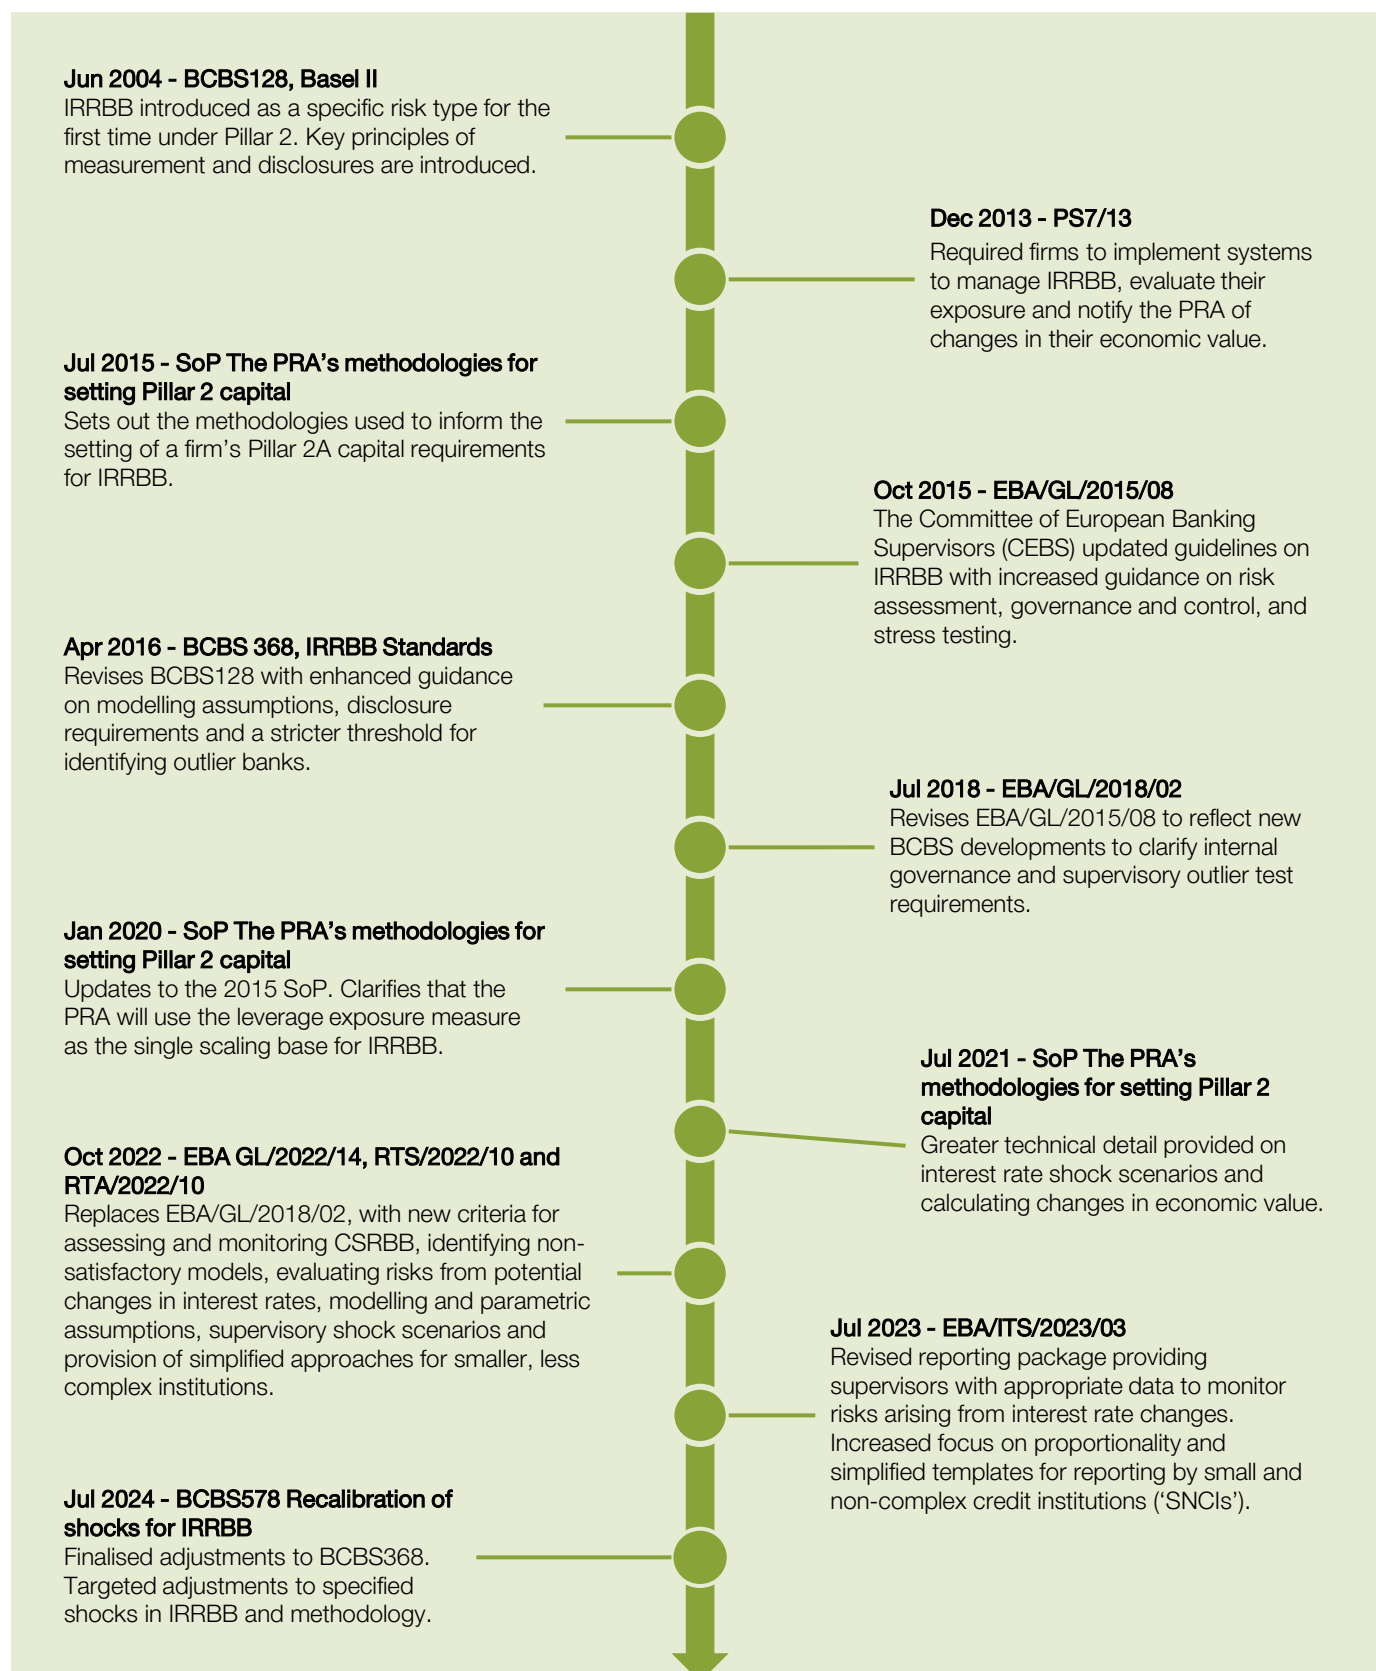 Jun 2004 - BCBS128, Basel II
IRRBB introduced as a specific risk type for the
first time under Pillar 2. Key principles of
measurement and disclosures are introduced.
Dec 2013 - PS7/13
Required firms to implement systems
to manage IRRBB, evaluate their
exposure and notify the PRA of
changes in their economic value.
Jul 2015 - SoP The PRA's methodologies for
setting Pillar 2 capital
Sets out the methodologies used to inform the
setting of a firm's Pillar 2A capital requirements
for IRRBB.
Oct 2015 - EBA/GL/2015/08
The Committee of European Banking
Supervisors (CEBS) updated guidelines on
IRRBB with increased guidance on risk
assessment, governance and control, and
stress testing.
Apr 2016 - BCBS 368, IRRBB Standards
Revises BCBS128 with enhanced guidance
on modelling assumptions, disclosure
requirements and a stricter threshold for
identifying outlier banks.
Jul 2018 - EBA/GL/2018/02
Revises EBA/GL/2015/08 to reflect new
BCBS developments to clarify internal
governance and supervisory outlier test
requirements.
Jan 2020 - SoP The PRA's methodologies for
setting Pillar 2 capital
Updates to the 2015 SoP. Clarifies that the
PRA will use the leverage exposure measure
as the single scaling base for IRRBB.
Jul 2021 - SoP The PRA's
methodologies for setting Pillar 2
capital
Greater technical detail provided on
interest rate shock scenarios and
calculating changes in economic value.
Oct 2022 - EBA GL/2022/14, RTS/2022/10 and
RTA/2022/10
Replaces EBA/GL/2018/02, with new criteria for
assessing and monitoring CSRBB, identifying non-
satisfactory models, evaluating risks from potential
changes in interest rates, modelling and parametric
assumptions, supervisory shock scenarios and
provision of simplified approaches for smaller, less
complex institutions.
Jul 2023 - EBA/ITS/2023/03
Revised reporting package providing
supervisors with appropriate data to monitor
risks arising from interest rate changes.
Increased focus on proportionality and
simplified templates for reporting by small and
non-complex credit institutions ('SNCIs').
Jul 2024 - BCBS578 Recalibration of
shocks for IRRBB
Finalised adjustments to BCBS368.
Targeted adjustments to specified
shocks in IRRBB and methodology.